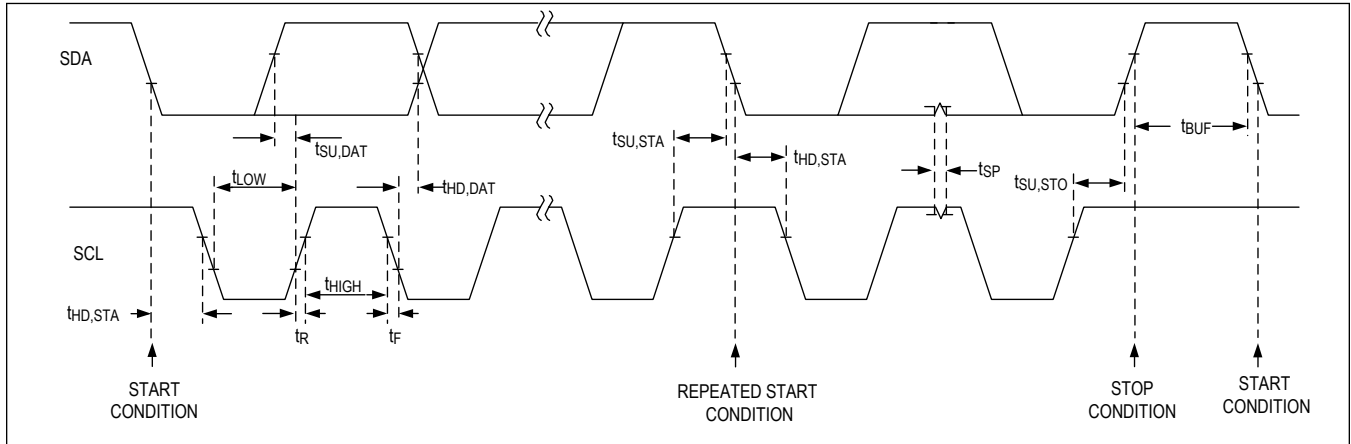 SDA
tSU,DAT
tLOW
tHD,DAT
tSU,STA
tHD,STA
tSP
tSU,STO
tBUF
SCL
tHIGH
tHD,STA
tR
tF
START
CONDITION
REPEATED START
CONDITION
STOP
CONDITION
START
CONDITION